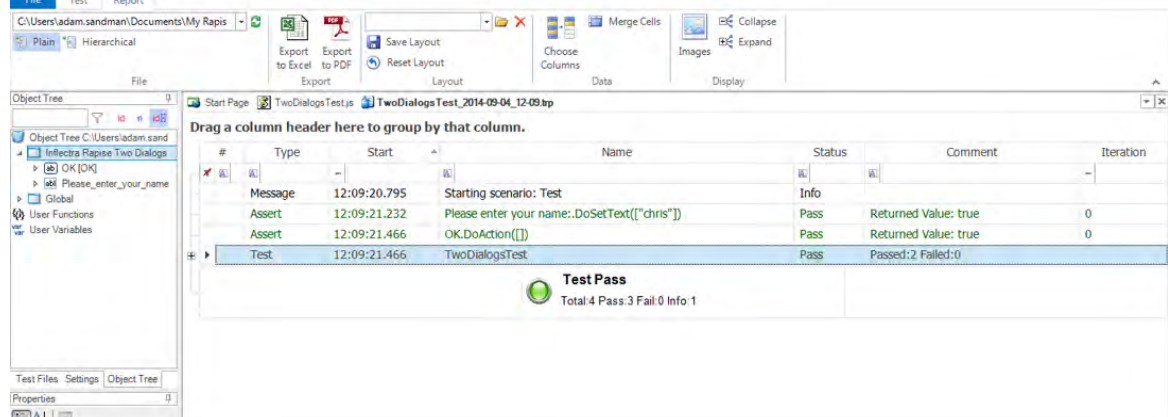 File Test Report
C:\Users\adam.sandman\Documents\My Rapis
Plain Hierarchical
File
Export to Excel
Export to PDF
Export
Save Layout
Reset Layout
Layout
Choose Columns
Merge Cells
Data
Images
Collapse
Expand
Display
Object Tree
Start Page TwoDialogsTest.js TwoDialogsTest_2014-09-04_12-09.trp
Object Tree C:\Users\adam.sand
Inflectra Rapise Two Dialogs
OK [OK]
Please_enter_your_name
Global
User Functions
User Variables
Drag a column header here to group by that column.
# Type Start Name Status Comment Iteration
Message 12:09:20.795 Starting scenario: Test Info
Assert 12:09:21.232 Please enter your name:.DoSetText(["chris"]) Pass Returned Value: true 0
Assert 12:09:21.466 OK.DoAction([]) Pass Returned Value: true 0
Test 12:09:21.466 TwoDialogsTest Pass Passed:2 Failed:0
Test Pass
Total:4 Pass:3 Fail:0 Info:1
Test Files Settings Object Tree
Properties